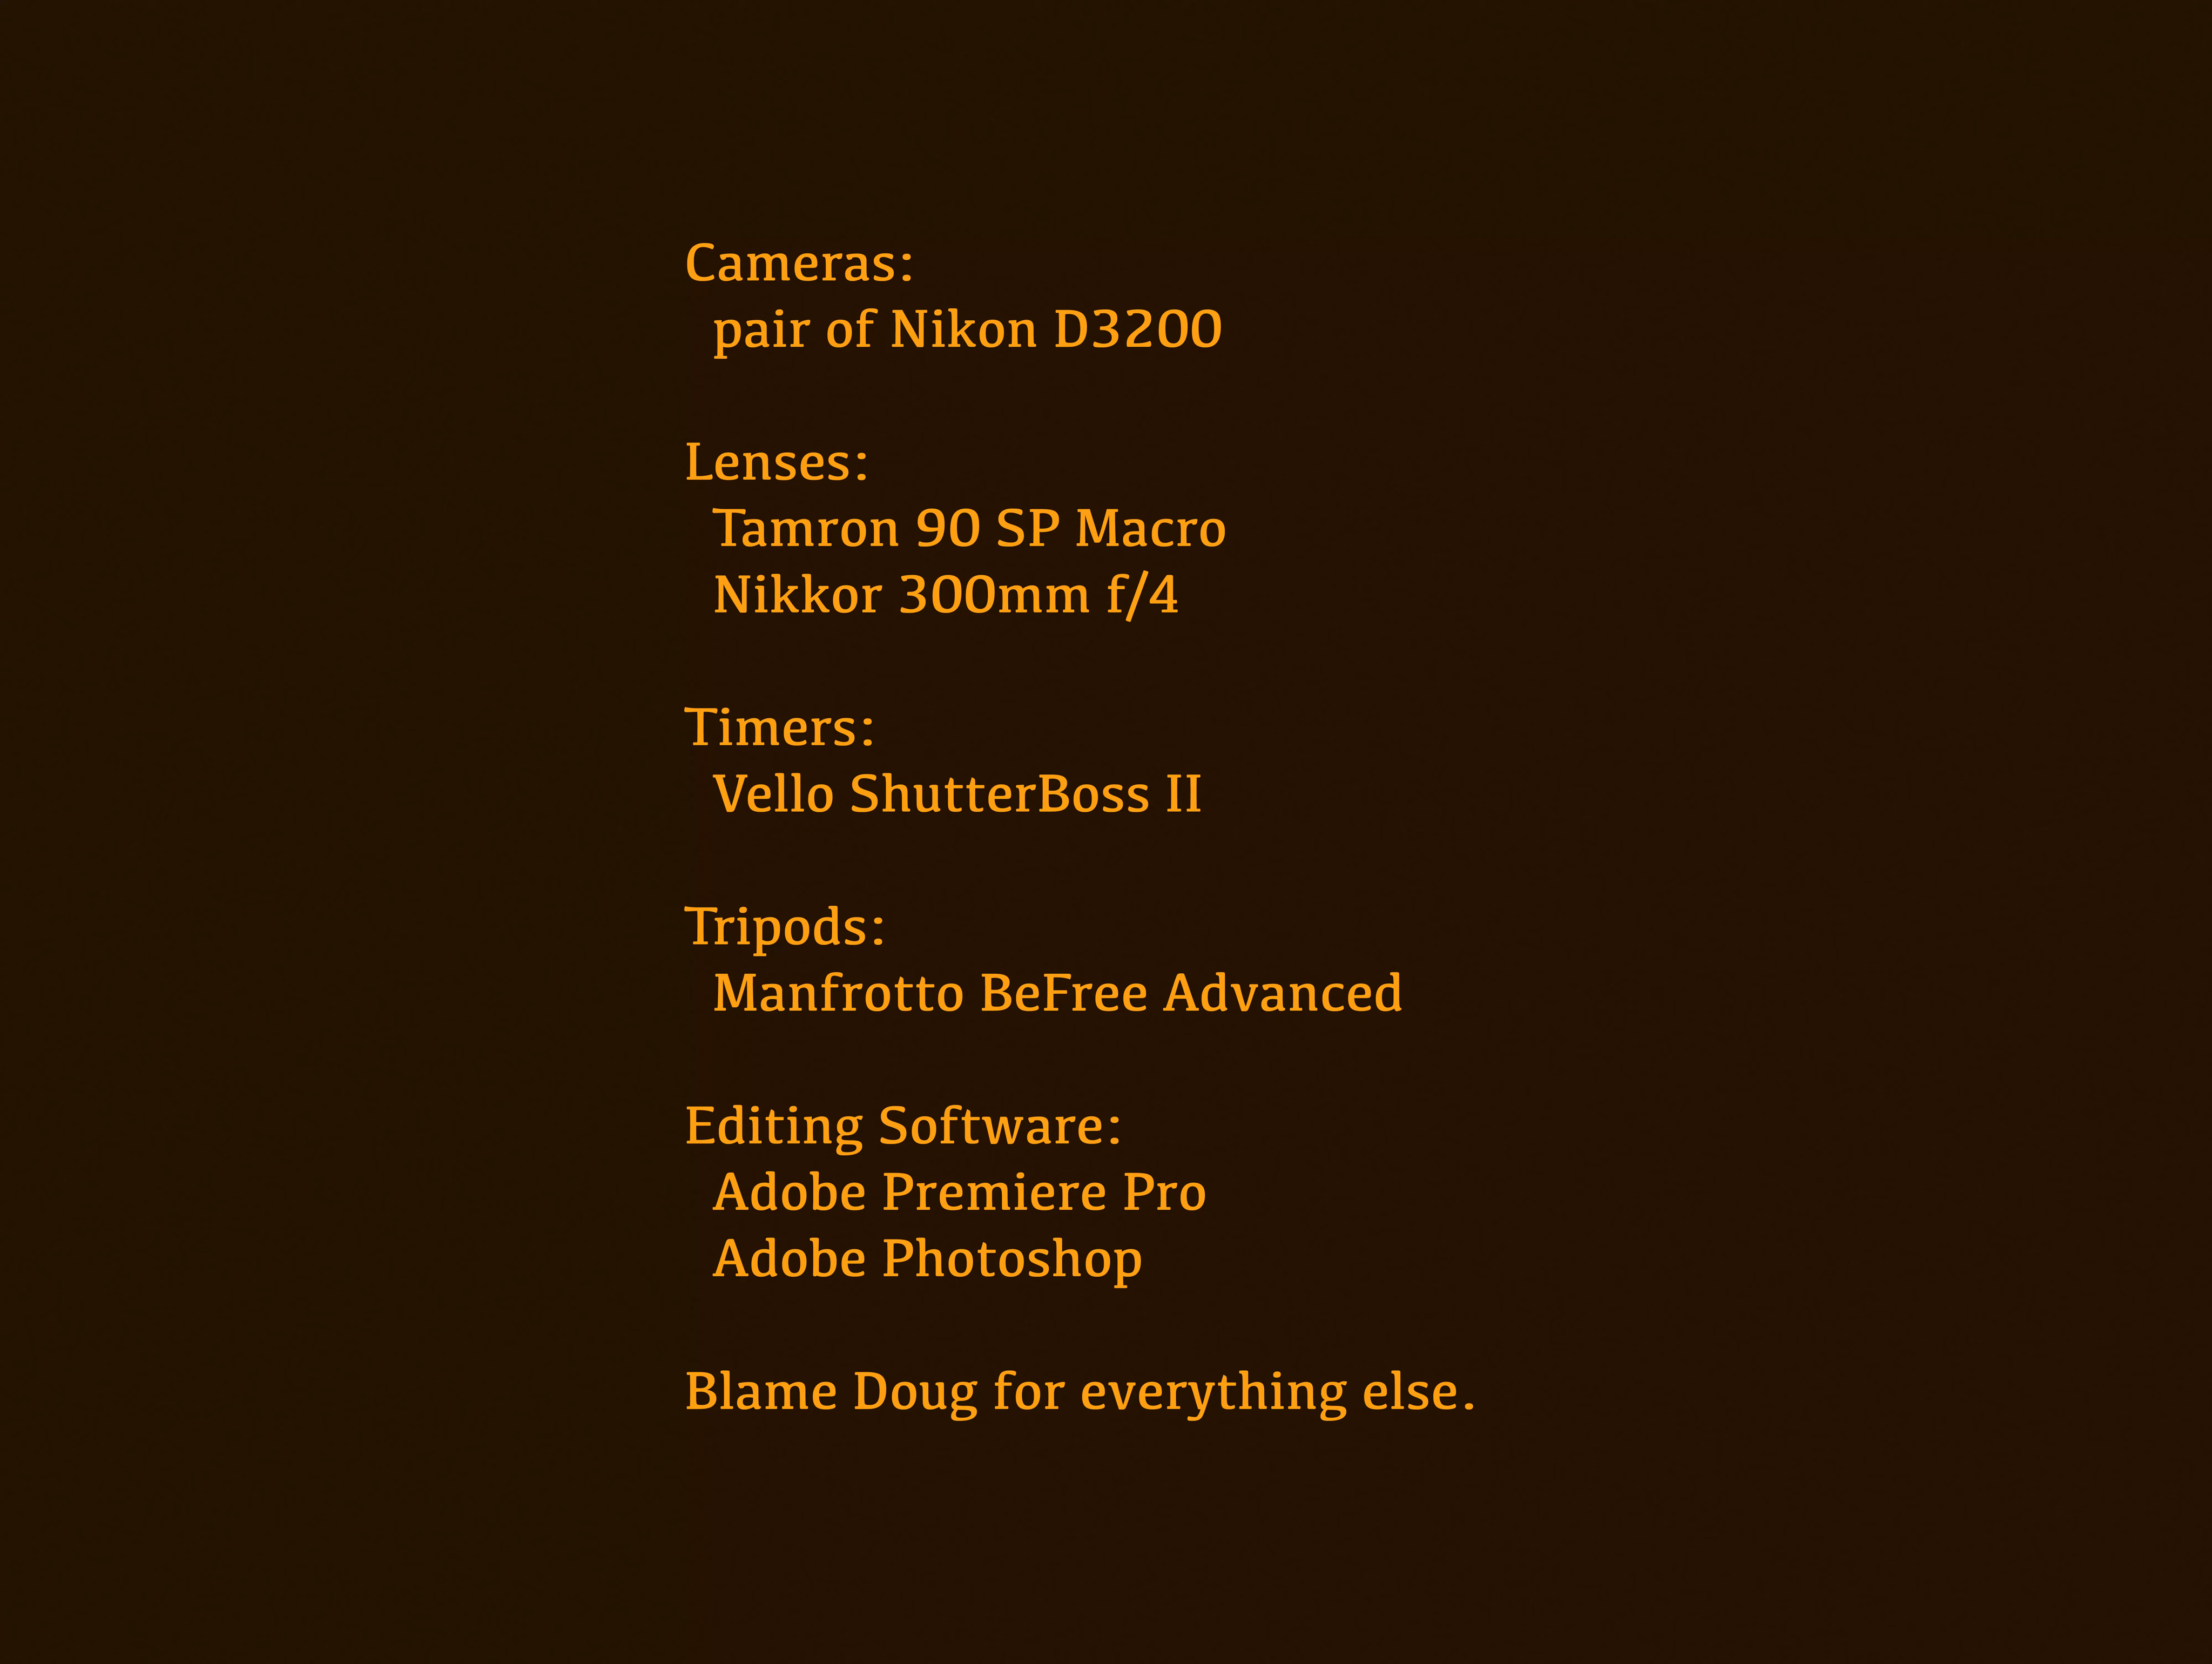 Cameras:
pair of Nikon D3200
Lenses:
Tamron 90 SP Macro
Nikkor 300mm f/4
Timers:
Vello ShutterBoss II
Tripods:
Manfrotto BeFree Advanced
Editing Software:
Adobe Premiere Pro
Adobe Photoshop
Blame Doug for everything else.